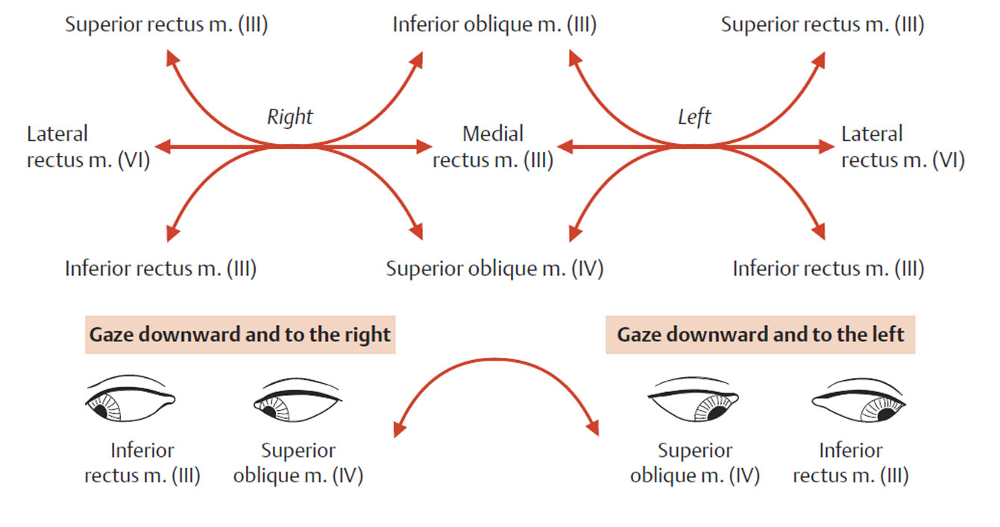 Superior rectus m. (III)
Inferior oblique m. (III)
Superior rectus m. (III)
Right
Left
Lateral
rectus m. (VI)
Medial
rectus m. (III)
Lateral
rectus m. (VI)
Inferior rectus m. (III)
Superior oblique m. (IV)
Inferior rectus m. (III)
Gaze downward and to the right
Gaze downward and to the left
Inferior
rectus m. (III)
Superior
oblique m. (IV)
Superior
oblique m. (IV)
Inferior
rectus m. (III)